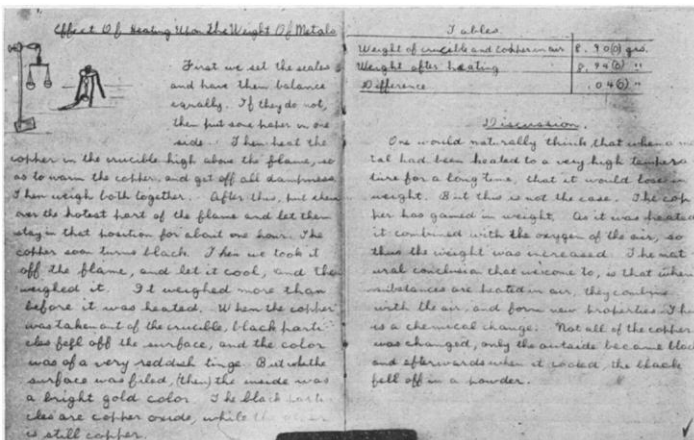 Effect Of Heating Upon The Weight Of Metals
First we set the scales
and have them balance
equally. If they do not,
then put some paper in one
side. Then heat the
copper in the crucible high above the flame, so
as to warm the copper, and get off all dampness.
Then weigh both together. After this, put them
over the hotest part of the flame and let them
stay in that position for about one hour. The
copper soon turns black. Then we took it
off the flame, and let it cool, and then
weighed it. It weighed more than
before it was heated. When the copper
was taken out of the crucible, black parti
cles fell off the surface, and the color
was of a very reddish tinge. But when the
surface was filed, (then) the inside was
a bright gold color. The black parti
cles are copper oxide, while the
is still copper.
Tables
Weight of crucible and copper in air 8.90(0) grs.
Weight after heating 8.94(0) "
Difference .04(0) "
Discussion.
One would naturally think, that when a me
tal had been heated to a very high tempera
ture for a long time, that it would lose in
weight. But this is not the case. The cop
per has gained in weight. As it was heated
it combined with the oxygen of the air, so
thus the weight was increased. The nat
ural conclusion that we come to, is that when
substances are heated in air, they combine
with the air, and form new properties. This
is a chemical change. Not all of the copper
was changed, only the outside became black
and afterwards when it cooled, the black
fell off in a powder.